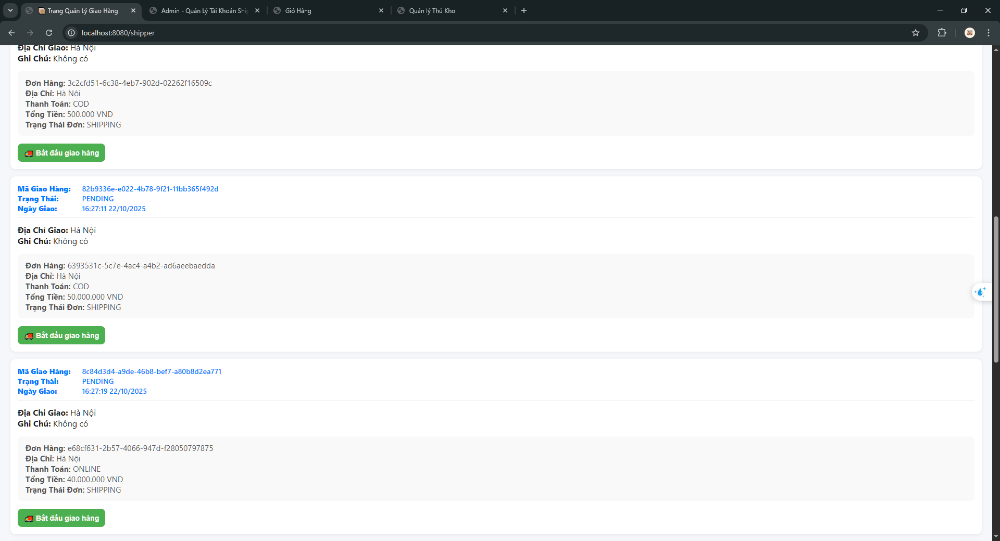 Trang Quản Lý Giao Hàng
Admin - Quản Lý Tài Khoản Ship
Giỏ Hàng
Quản lý Thủ Kho
localhost:8080/shipper
Địa Chỉ Giao: Hà Nội
Ghi Chú: Không có
Đơn Hàng: 3c2cfd51-6c38-4eb7-902d-02262f16509c
Địa Chỉ: Hà Nội
Thanh Toán: COD
Tổng Tiền: 500.000 VND
Trạng Thái Đơn: SHIPPING
Bắt đầu giao hàng
Mã Giao Hàng: 82b9336e-e022-4b78-9f21-11bb365f492d
Trạng Thái: PENDING
Ngày Giao: 16:27:11 22/10/2025
Địa Chỉ Giao: Hà Nội
Ghi Chú: Không có
Đơn Hàng: 6393531c-5c7e-4ac4-a4b2-ad6aeebaedda
Địa Chỉ: Hà Nội
Thanh Toán: COD
Tổng Tiền: 50.000.000 VND
Trạng Thái Đơn: SHIPPING
Bắt đầu giao hàng
Mã Giao Hàng: 8c84d3d4-a9de-46b8-bef7-a80b8d2ea771
Trạng Thái: PENDING
Ngày Giao: 16:27:19 22/10/2025
Địa Chỉ Giao: Hà Nội
Ghi Chú: Không có
Đơn Hàng: e68cf631-2b57-4066-947d-f28050797875
Địa Chỉ: Hà Nội
Thanh Toán: ONLINE
Tổng Tiền: 40.000.000 VND
Trạng Thái Đơn: SHIPPING
Bắt đầu giao hàng